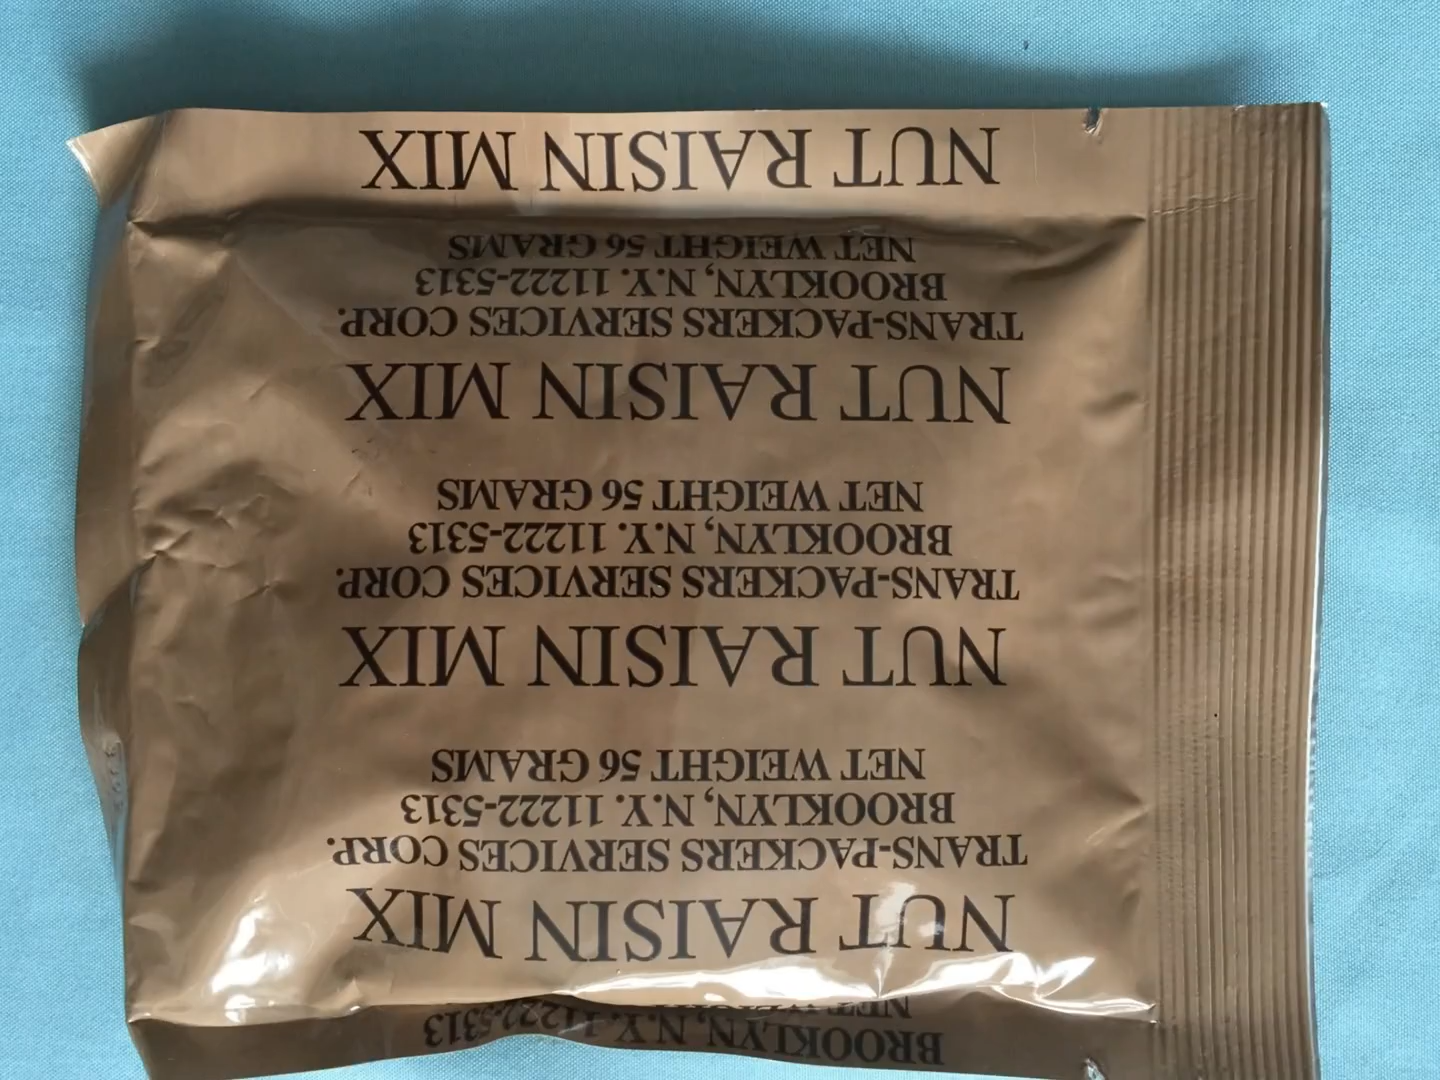 BROOKLYN, N.Y. 11222-5313
NET WEIGHT
NUT RAISIN MIX
TRANS-PACKERS SERVICES CORP.
BROOKLYN, N.Y. 11222-5313
NET WEIGHT 56 GRAMS
NUT RAISIN MIX
TRANS-PACKERS SERVICES CORP.
BROOKLYN, N.Y. 11222-5313
NET WEIGHT 56 GRAMS
NUT RAISIN MIX
TRANS-PACKERS SERVICES CORP.
BROOKLYN, N.Y. 11222-5313
NET WEIGHT 56 GRAMS
NUT RAISIN MIX